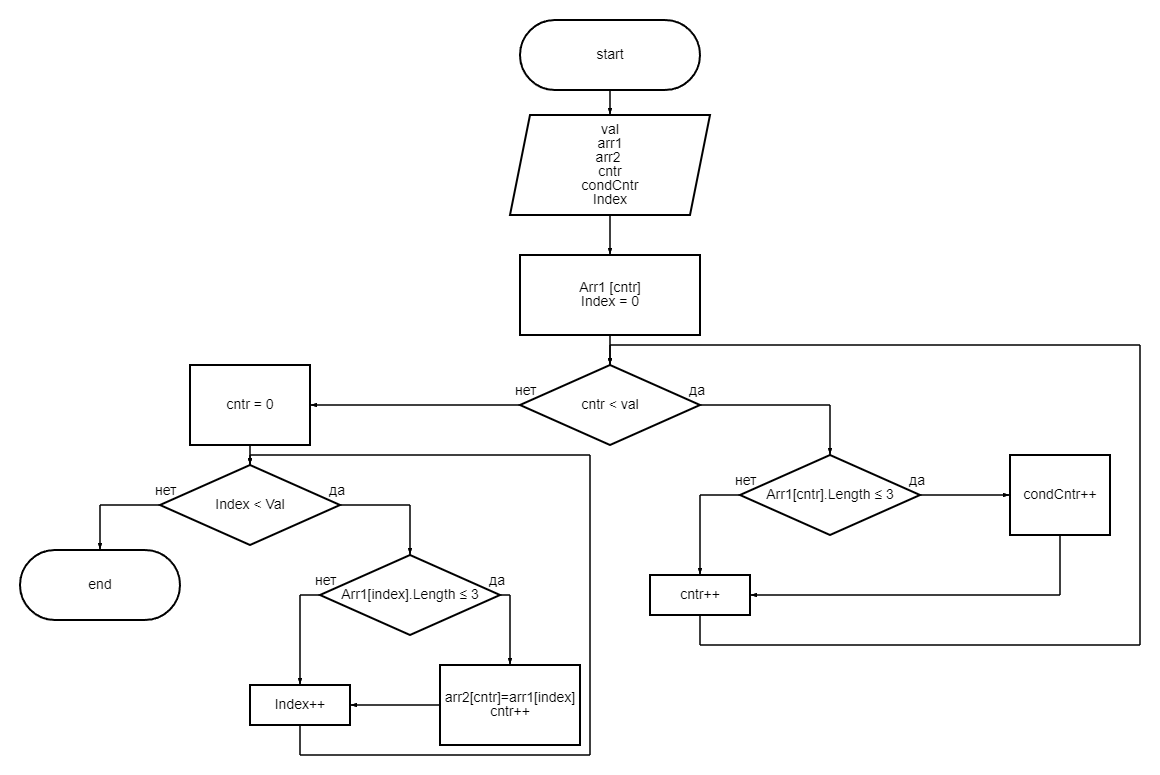 start
val
arr1
arr2
cntr
condCntr
Index
Arr1 [cntr]
Index = 0
нет
cntr < val
да
cntr = 0
нет
Arr1[cntr].Length ≤ 3
да
condCntr++
нет
Index < Val
да
cntr++
end
нет
Arr1[index].Length ≤ 3
да
Index++
arr2[cntr]=arr1[index]
cntr++